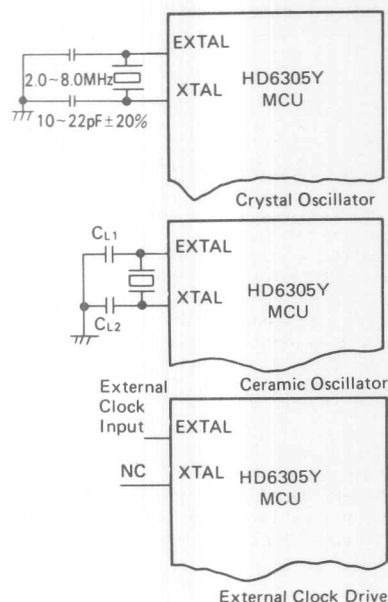 EXTAL
2.0~8.0MHz
XTAL
HD6305Y
MCU
10~22pF±20%
Crystal Oscillator
CL1
EXTAL
XTAL
HD6305Y
MCU
CL2
Ceramic Oscillator
External
Clock
Input
EXTAL
NC
XTAL
HD6305Y
MCU
External Clock Drive